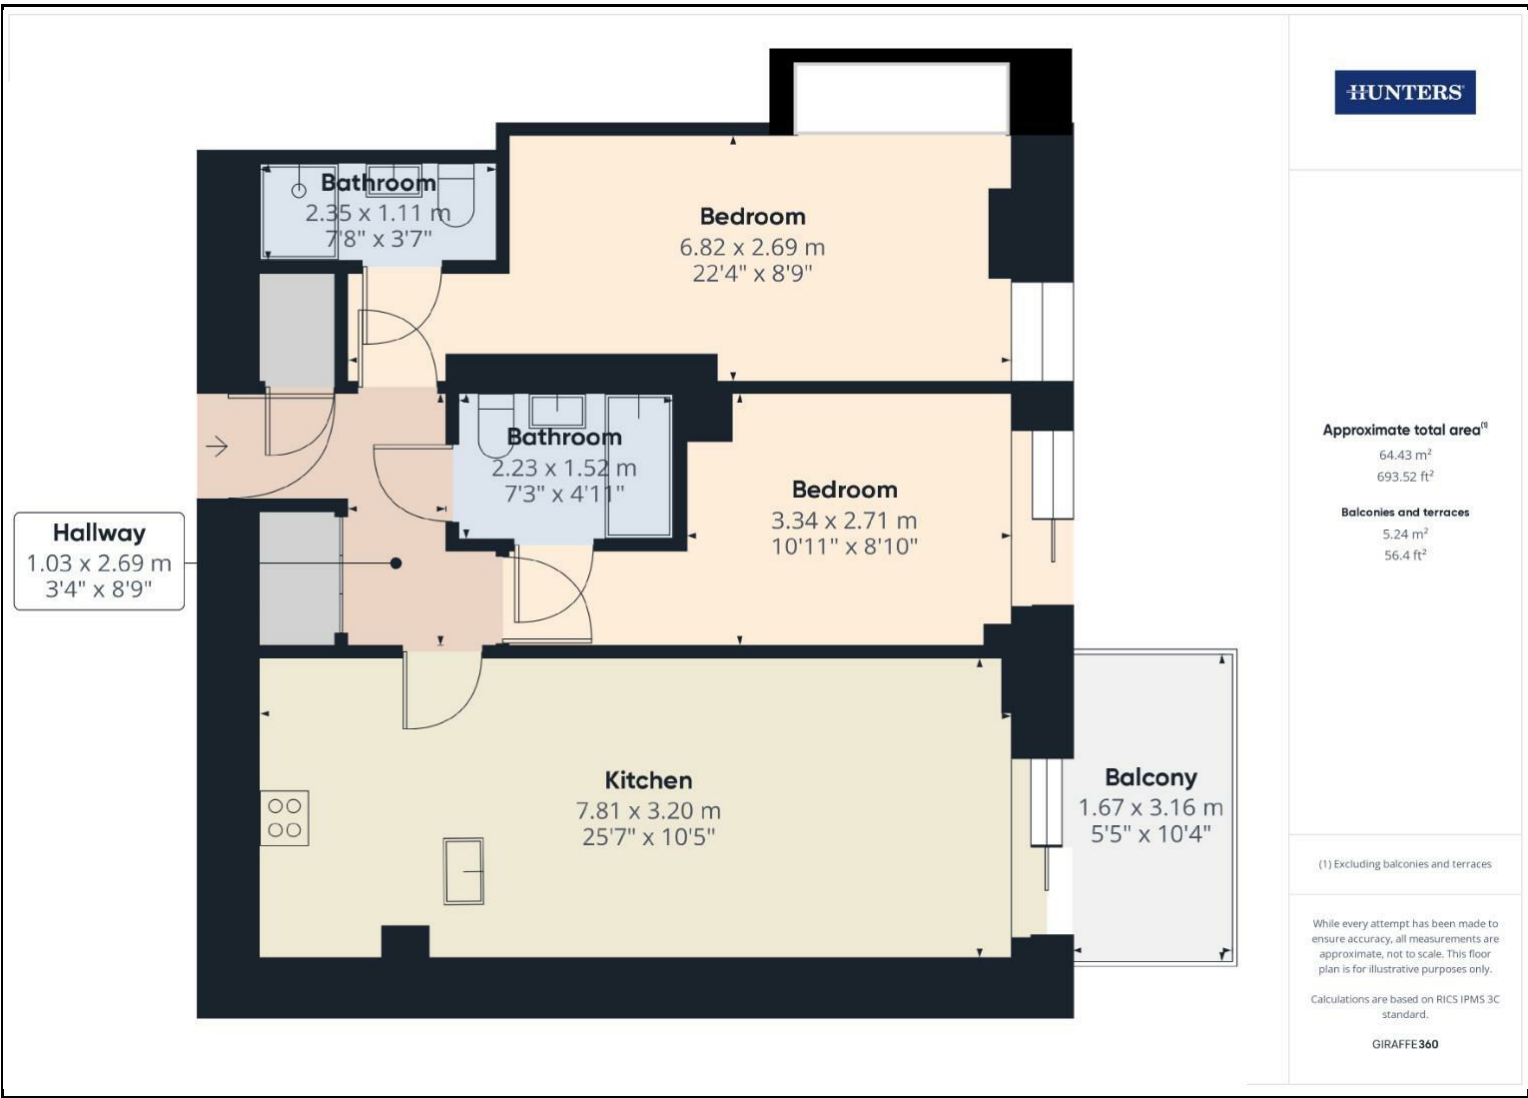 HUNTERS
Bathroom
2.35 x 1.11 m
7'8" x 3'7"
Bedroom
6.82 x 2.69 m
22'4" x 8'9"
Bathroom
2.23 x 1.52 m
7'3" x 4'11"
Bedroom
3.34 x 2.71 m
10'11" x 8'10"
Hallway
1.03 x 2.69 m
3'4" x 8'9"
Kitchen
7.81 x 3.20 m
25'7" x 10'5"
Balcony
1.67 x 3.16 m
5'5" x 10'4"
Approximate total area(1)
64.43 m²
693.52 ft²
Balconies and terraces
5.24 m²
56.4 ft²
(1) Excluding balconies and terraces
While every attempt has been made to
ensure accuracy, all measurements are
approximate, not to scale. This floor
plan is for illustrative purposes only.
Calculations are based on RICS IPMS 3C
standard.
GIRAFFE360